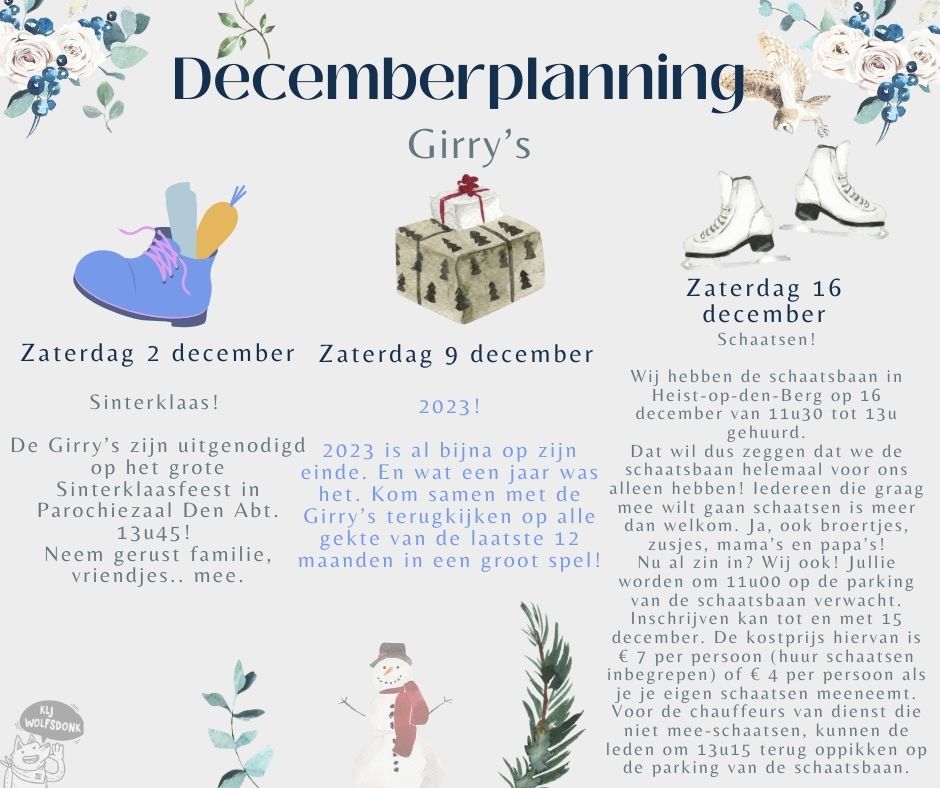 Decemberplanning
Girry's
Zaterdag 2 december
Sinterklaas!
De Girry's zijn uitgenodigd
op het grote
Sinterklaasfeest in
Parochiezaal Den Abt.
13u45!
Neem gerust familie,
vriendjes.. mee.
Zaterdag 9 december
2023!
2023 is al bijna op zijn
einde. En wat een jaar was
het. Kom samen met de
Girry's terugkijken op alle
gekte van de laatste 12
maanden in een groot spel!
Zaterdag 16
december
Schaatsen!
Wij hebben de schaatsbaan in
Heist-op-den-Berg op 16
december van 11u30 tot 13u
gehuurd.
Dat wil dus zeggen dat we de
schaatsbaan helemaal voor ons
alleen hebben! Iedereen die graag
mee wilt gaan schaatsen is meer
dan welkom. Ja, ook broertjes,
zusjes, mama's en papa's!
Nu al zin in? Wij ook! Jullie
worden om 11u00 op de parking
van de schaatsbaan verwacht.
Inschrijven kan tot en met 15
december. De kostprijs hiervan is
€ 7 per persoon (huur schaatsen
inbegrepen) of € 4 per persoon als
je je eigen schaatsen meeneemt.
Voor de chauffeurs van dienst die
niet mee-schaatsen, kunnen de
leden om 13u15 terug oppikken op
de parking van de schaatsbaan.
KLJ
WOLFSDONK